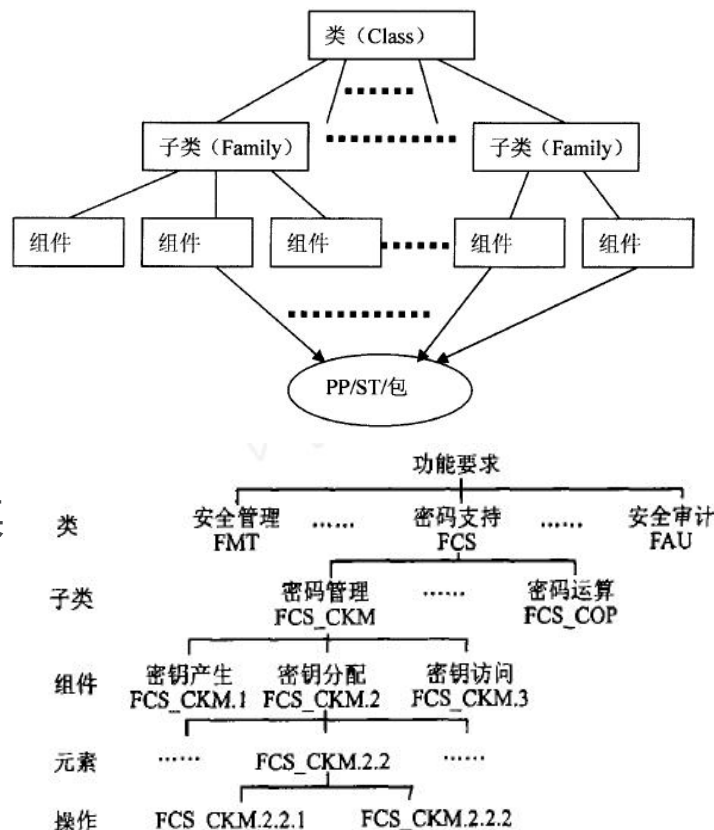 类（Class）
子类（Family） 子类（Family）
组件 组件 组件 组件 组件
PP/ST/包
功能要求
类 安全管理 …… 密码支持 …… 安全审计
FMT FCS FAU
子类 密码管理 …… 密码运算
FCS_CKM FCS_COP
组件 密钥产生 密钥分配 密钥访问
FCS_CKM.1 FCS_CKM.2 FCS_CKM.3
元素 …… FCS_CKM.2.2 ……
操作 FCS_CKM.2.2.1 FCS_CKM.2.2.2